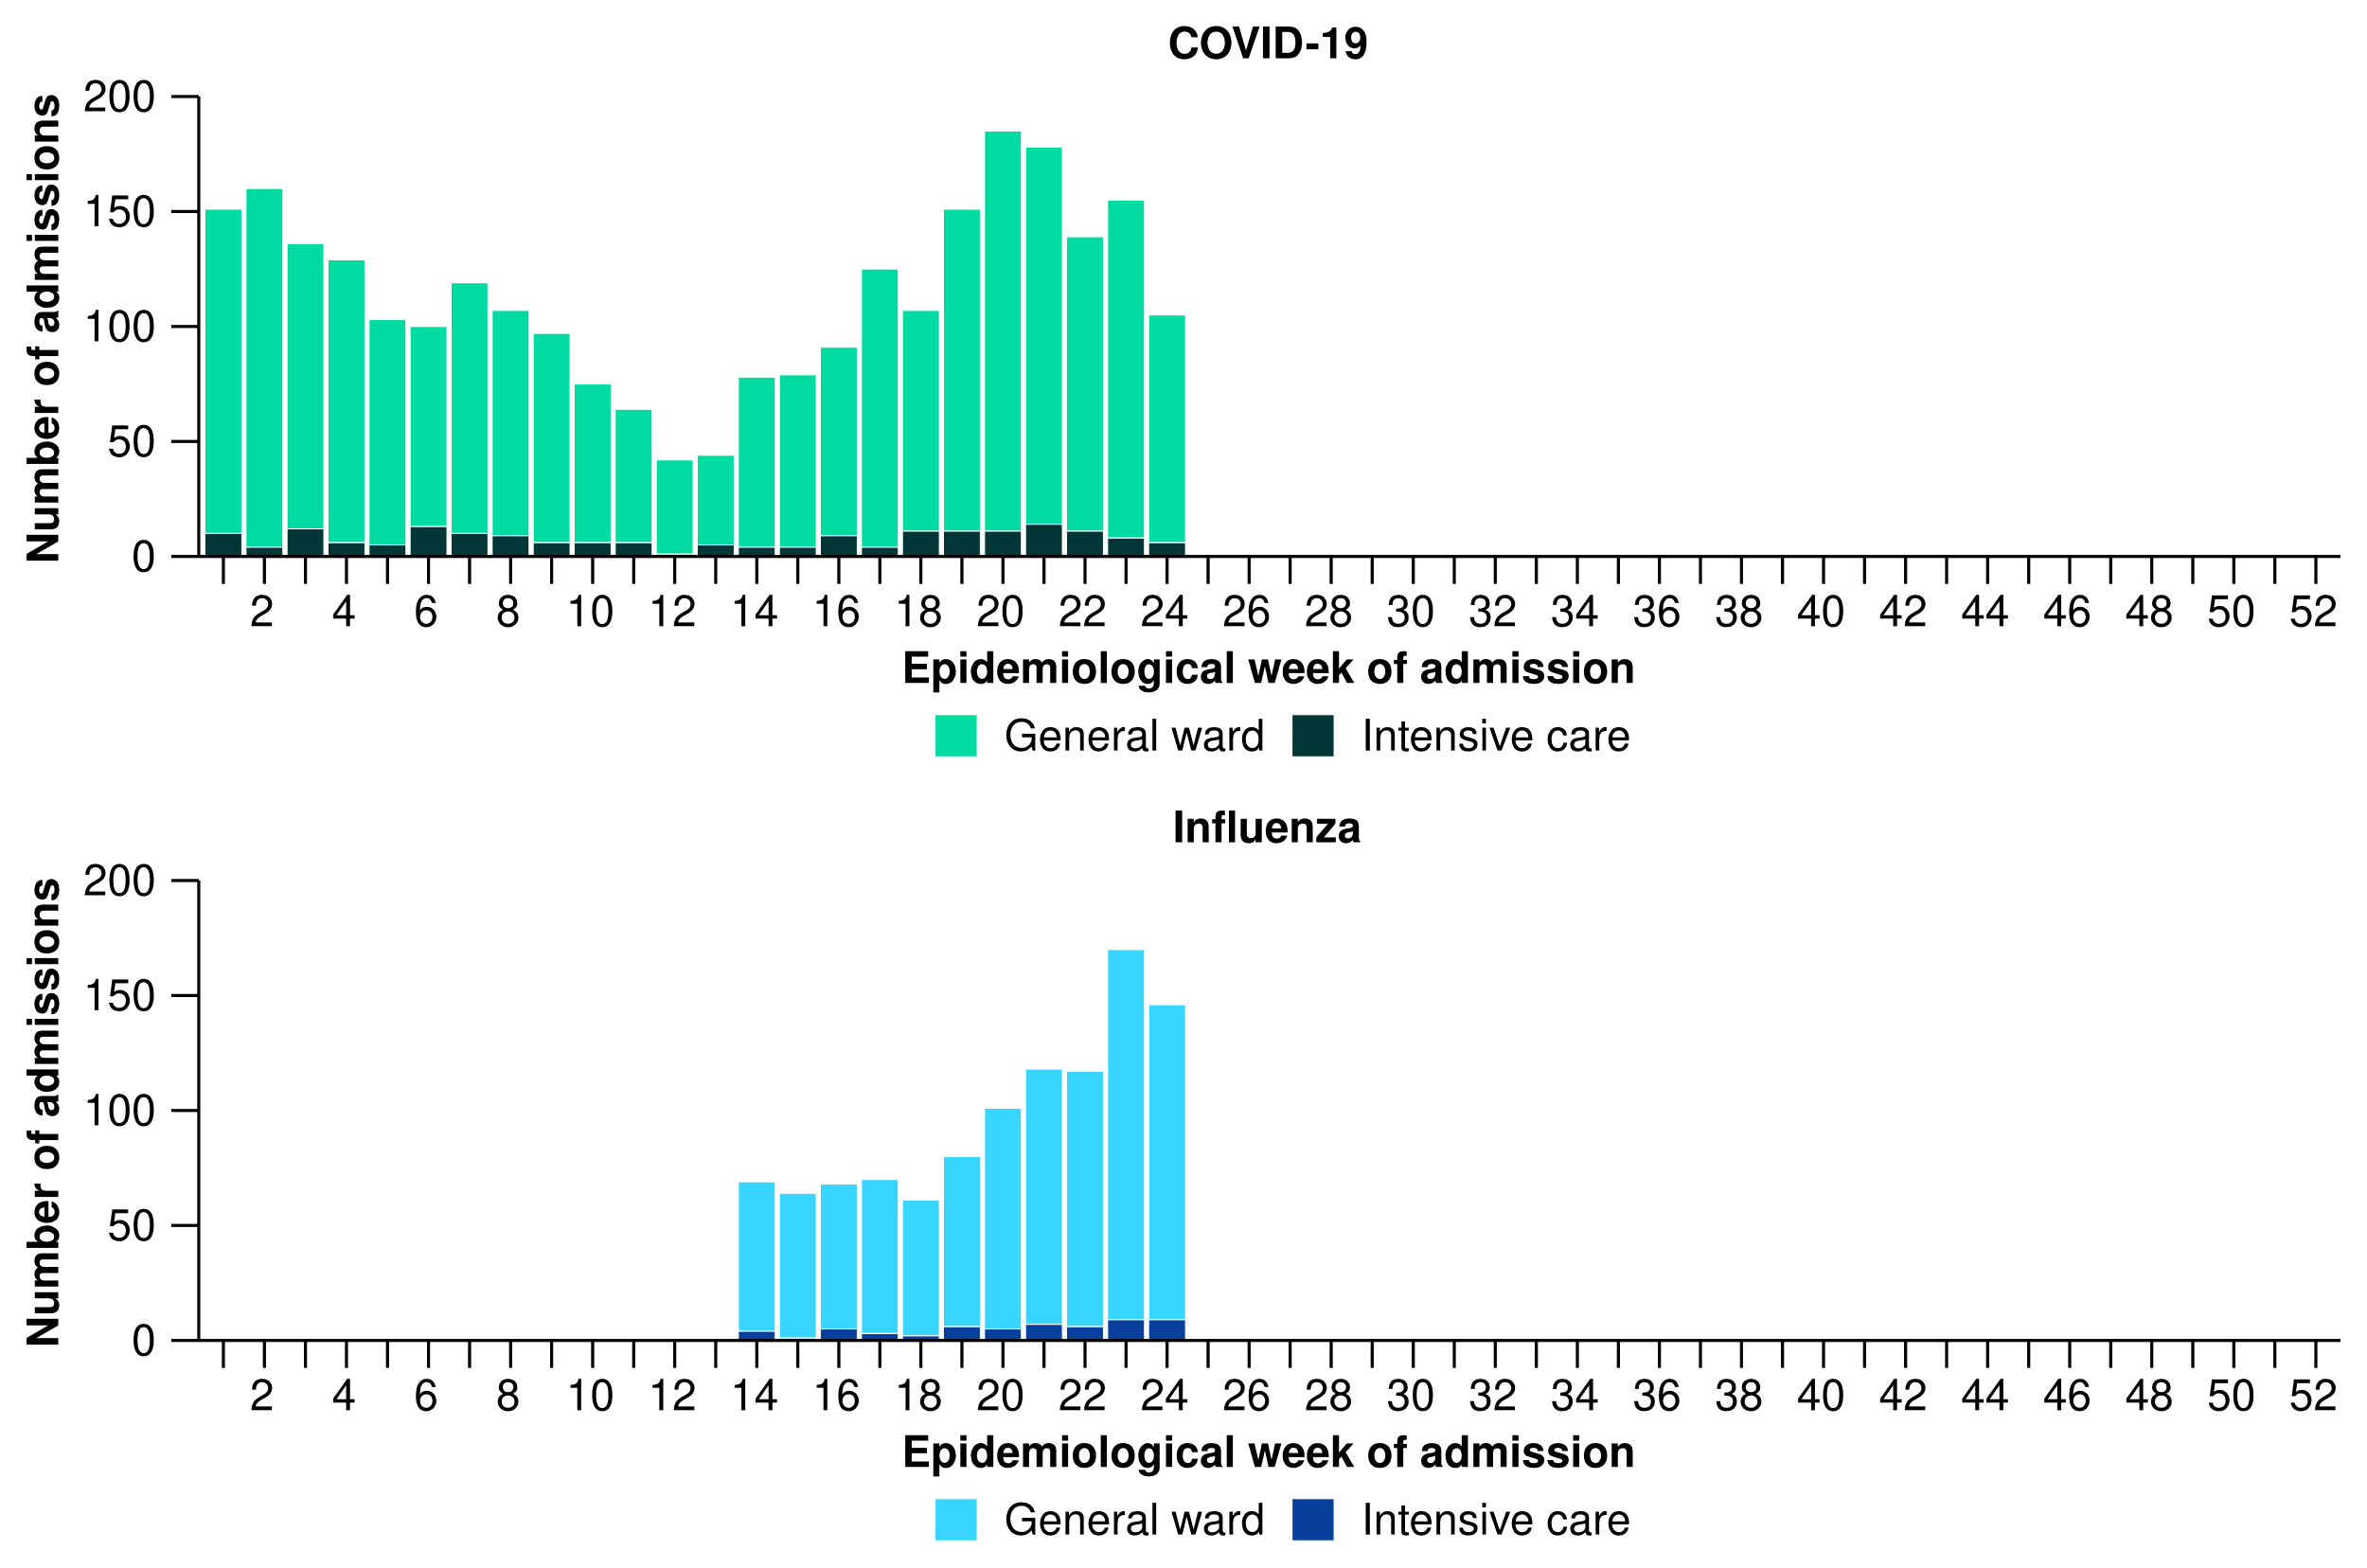 COVID-19
Number of admissions
200
150
100
50
0
2 4 6 8 10 12 14 16 18 20 22 24 26 28 30 32 34 36 38 40 42 44 46 48 50 52
Epidemiological week of admission
General ward Intensive care
Influenza
Number of admissions
200
150
100
50
0
2 4 6 8 10 12 14 16 18 20 22 24 26 28 30 32 34 36 38 40 42 44 46 48 50 52
Epidemiological week of admission
General ward Intensive care